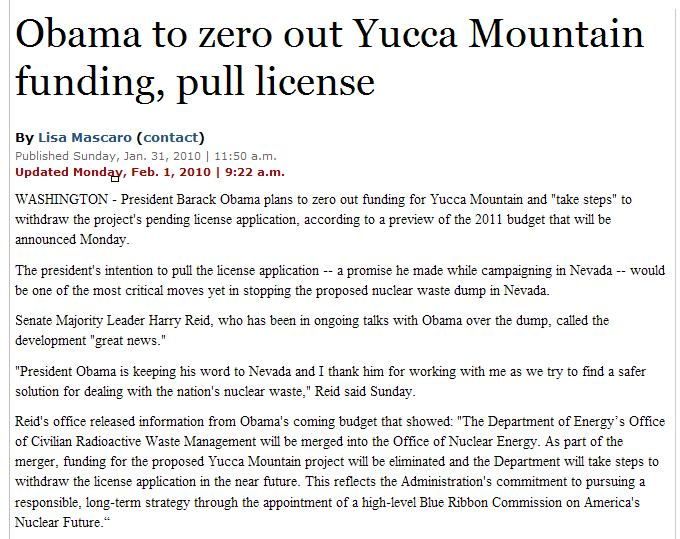 Obama to zero out Yucca Mountain
funding, pull license
By Lisa Mascaro (contact)
Published Sunday, Jan. 31, 2010 | 11:50 a.m.
Updated Monday, Feb. 1, 2010 | 9:22 a.m.
WASHINGTON - President Barack Obama plans to zero out funding for Yucca Mountain and "take steps" to
withdraw the project's pending license application, according to a preview of the 2011 budget that will be
announced Monday.
The president's intention to pull the license application -- a promise he made while campaigning in Nevada -- would
be one of the most critical moves yet in stopping the proposed nuclear waste dump in Nevada.
Senate Majority Leader Harry Reid, who has been in ongoing talks with Obama over the dump, called the
development "great news."
"President Obama is keeping his word to Nevada and I thank him for working with me as we try to find a safer
solution for dealing with the nation's nuclear waste," Reid said Sunday.
Reid's office released information from Obama's coming budget that showed: "The Department of Energy’s Office
of Civilian Radioactive Waste Management will be merged into the Office of Nuclear Energy. As part of the
merger, funding for the proposed Yucca Mountain project will be eliminated and the Department will take steps to
withdraw the license application in the near future. This reflects the Administration's commitment to pursuing a
responsible, long-term strategy through the appointment of a high-level Blue Ribbon Commission on America's
Nuclear Future.“